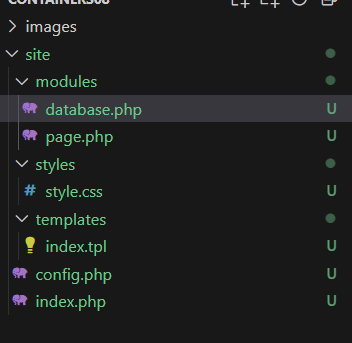 CONTAINERS08
images
site
modules
database.php U
page.php U
styles
# style.css U
templates
index.tpl U
config.php U
index.php U